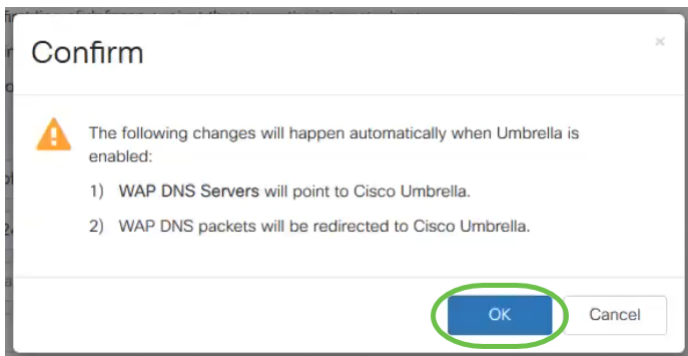 Confirm
×
The following changes will happen automatically when Umbrella is
enabled:
1) WAP DNS Servers will point to Cisco Umbrella.
2) WAP DNS packets will be redirected to Cisco Umbrella.
OK
Cancel